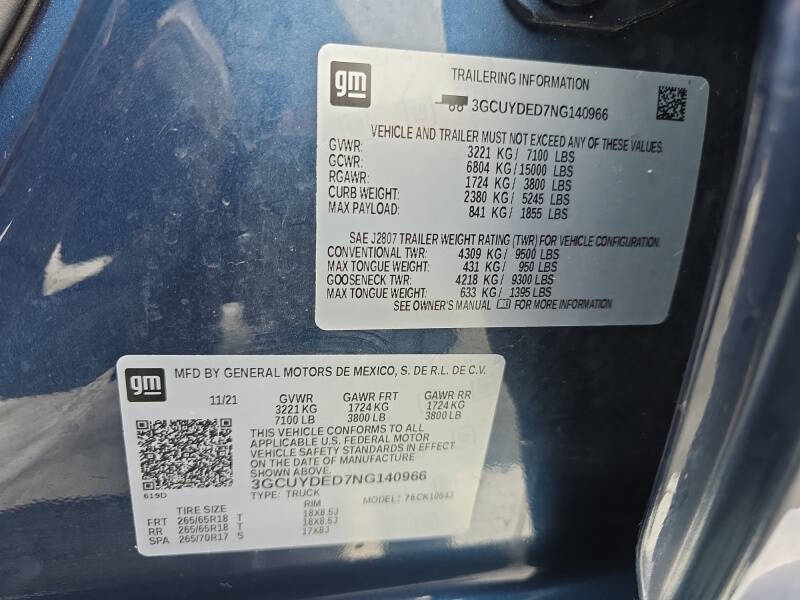 gm
TRAILERING INFORMATION
3GCUYDED7NG140966
VEHICLE AND TRAILER MUST NOT EXCEED ANY OF THESE VALUES.
GVWR: 3221 KG / 7100 LBS
GCWR: 6804 KG / 15000 LBS
RGAWR: 1724 KG / 3800 LBS
CURB WEIGHT: 2380 KG / 5245 LBS
MAX PAYLOAD: 841 KG / 1855 LBS
SAE J2807 TRAILER WEIGHT RATING (TWR) FOR VEHICLE CONFIGURATION.
CONVENTIONAL TWR: 4309 KG / 9500 LBS
MAX TONGUE WEIGHT: 431 KG / 950 LBS
GOOSENECK TWR: 4218 KG / 9300 LBS
MAX TONGUE WEIGHT: 633 KG / 1395 LBS
SEE OWNER'S MANUAL FOR MORE INFORMATION
gm
MFD BY GENERAL MOTORS DE MEXICO, S. DE R.L. DE C.V.
11/21 GVWR GAWR FRT GAWR RR
3221 KG 1724 KG 1724 KG
7100 LB 3800 LB 3800 LB
THIS VEHICLE CONFORMS TO ALL
APPLICABLE U.S. FEDERAL MOTOR
VEHICLE SAFETY STANDARDS IN EFFECT
ON THE DATE OF MANUFACTURE
SHOWN ABOVE.
3GCUYDED7NG140966
619D
TYPE: TRUCK MODEL: 78CK10543
TIRE SIZE RIM
FRT 265/65R18 T 18X8.5J
RR 265/65R18 T 18X8.5J
SPA 265/70R17 S 17X8J